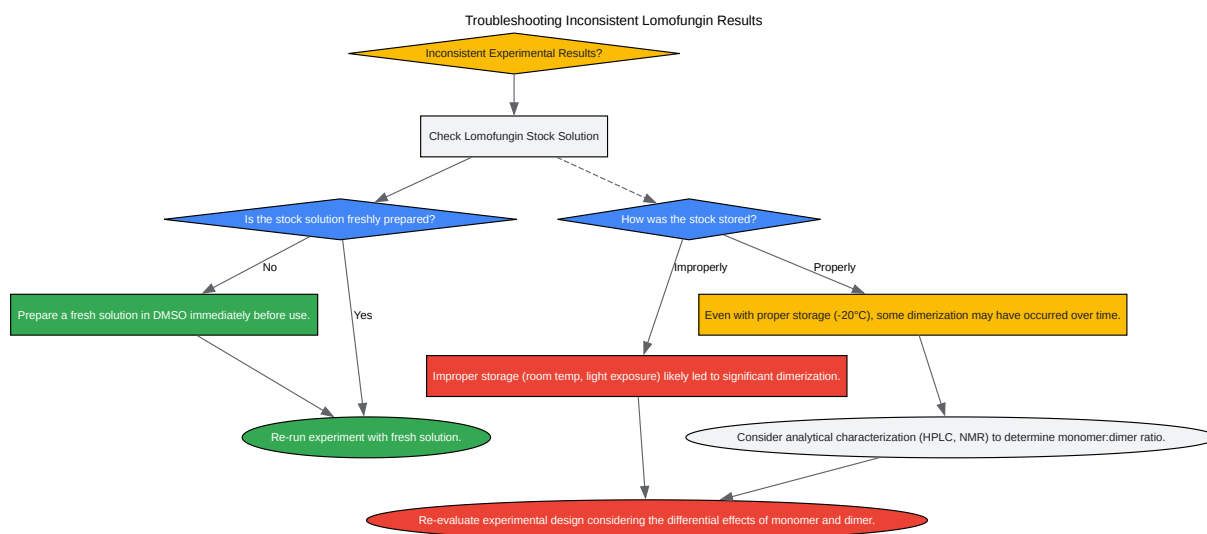 Troubleshooting Inconsistent Lomofungin Results
Inconsistent Experimental Results?
Check Lomofungin Stock Solution
Is the stock solution freshly prepared?
How was the stock stored?
No
Improperly
Properly
Prepare a fresh solution in DMSO immediately before use.
Yes
Even with proper storage (-20°C), some dimerization may have occurred over time.
Improper storage (room temp, light exposure) likely led to significant dimerization.
Re-run experiment with fresh solution.
Consider analytical characterization (HPLC, NMR) to determine monomer:dimer ratio.
Re-evaluate experimental design considering the differential effects of monomer and dimer.